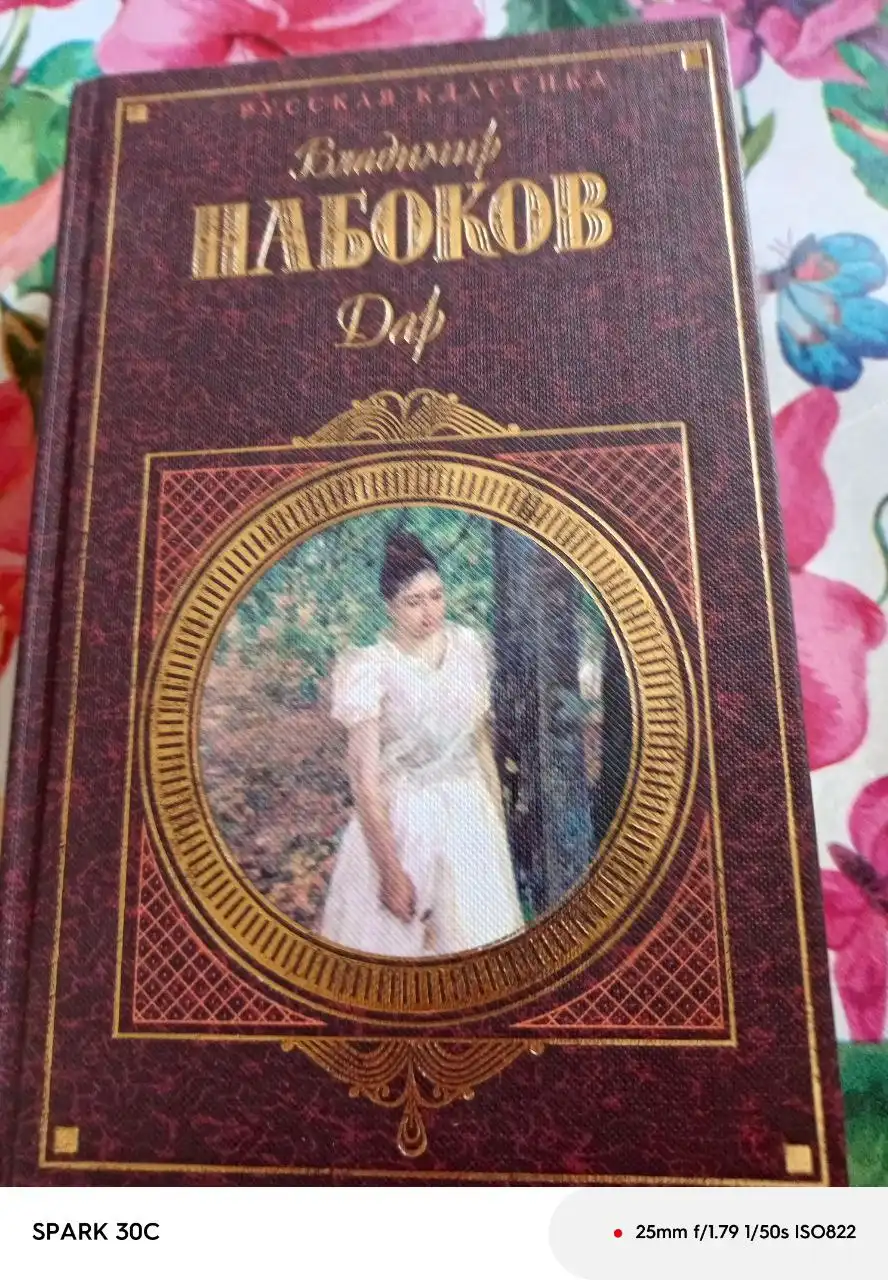 РУССКАЯ КЛАССИКА
Владимир
НАБОКОВ
Дар
SPARK 30C
25mm f/1.79 1/50s ISO822